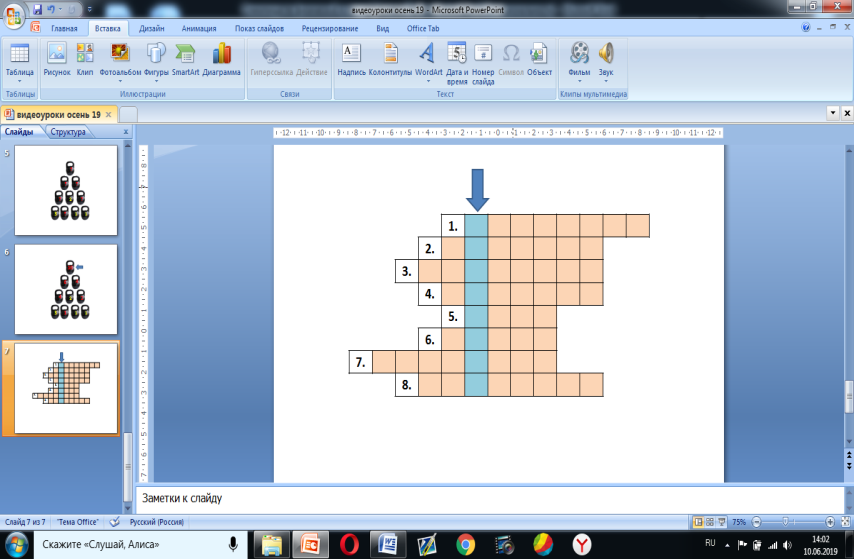 видеоуроки осень 19 – Microsoft PowerPoint
Главная Вставка Дизайн Анимация Показ слайдов Рецензирование Вид Office Tab
Таблица Рисунок Клип Фотоальбом Фигуры SmartArt Диаграмма Гиперссылка Действие Надпись Колонтитулы WordArt Дата и время Номер слайда Символ Объект Фильм Звук
Таблицы Иллюстрации Связи Текст Клипы мультимедиа
видеоуроки осень 19
Слайды Структура
5
6
7
1.
2.
3.
4.
5.
6.
7.
8.
Заметки к слайду
Слайд 7 из 7 "Тема Office" Русский (Россия) 75%
Скажите «Слушай, Алиса» RU 14:02
10.06.2019